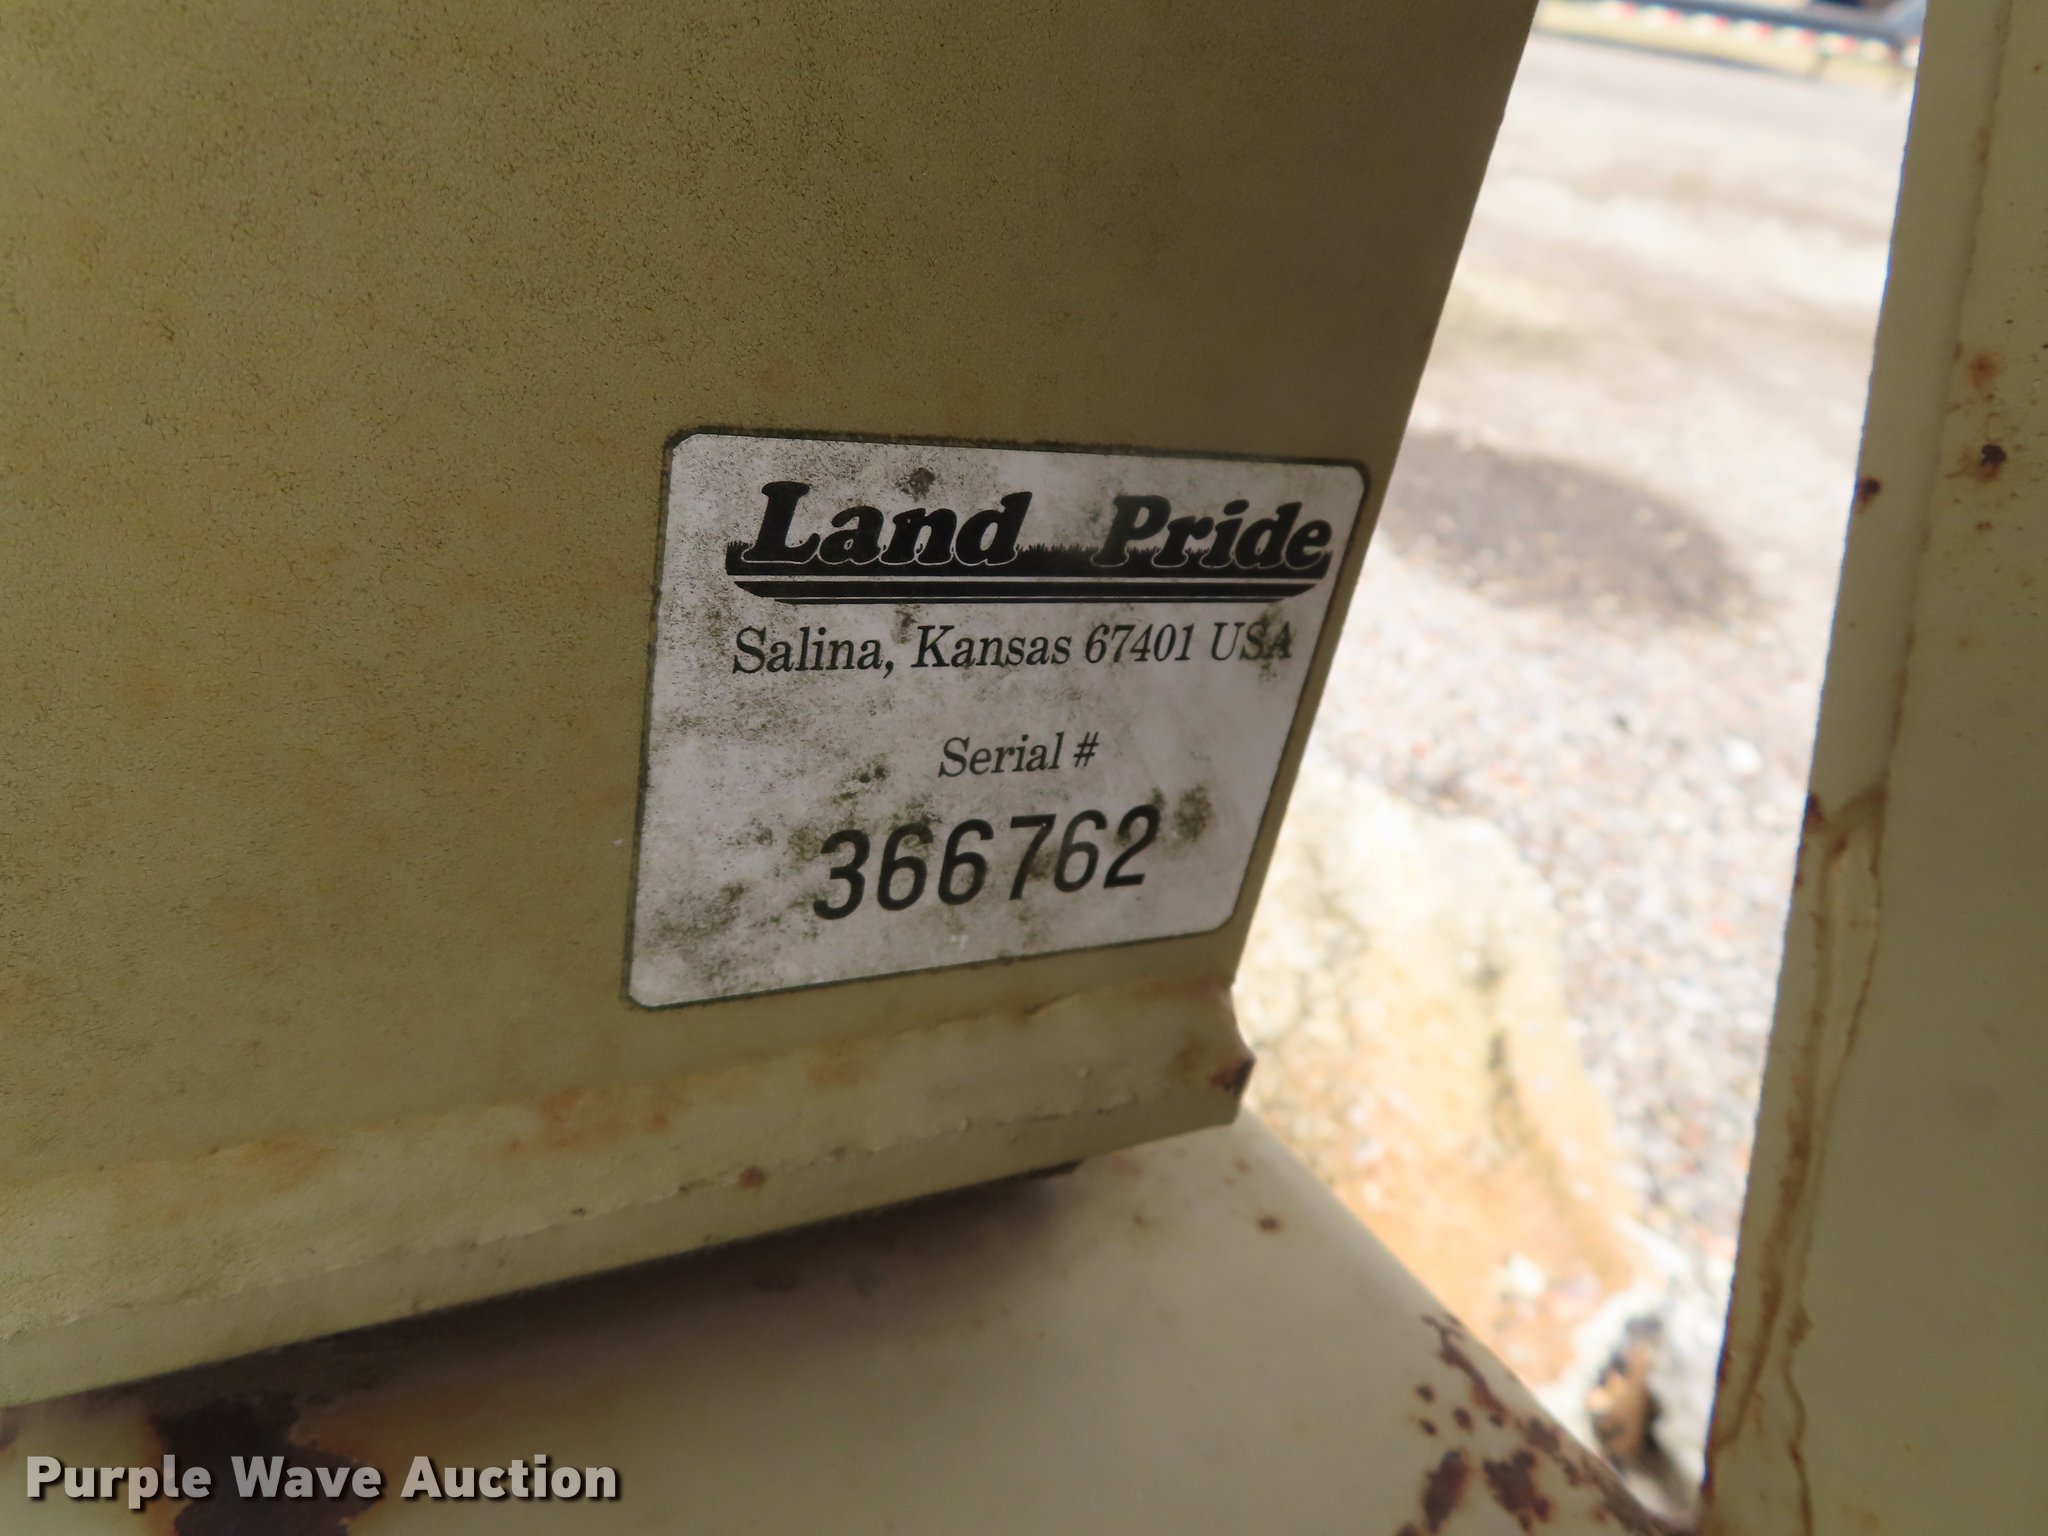 Land Pride
Salina, Kansas 67401 USA
Serial #
366762
Purple Wave Auction